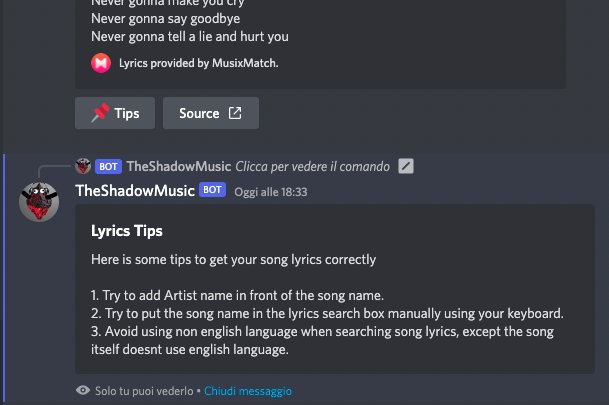 Never gonna make you cry
Never gonna say goodbye
Never gonna tell a lie and hurt you
Lyrics provided by MusixMatch.
Tips
Source
BOT TheShadowMusic Clicca per vedere il comando
TheShadowMusic BOT Oggi alle 18:33
Lyrics Tips
Here is some tips to get your song lyrics correctly
1. Try to add Artist name in front of the song name.
2. Try to put the song name in the lyrics search box manually using your keyboard.
3. Avoid using non english language when searching song lyrics, except the song
itself doesnt use english language.
Solo tu puoi vederlo • Chiudi messaggio